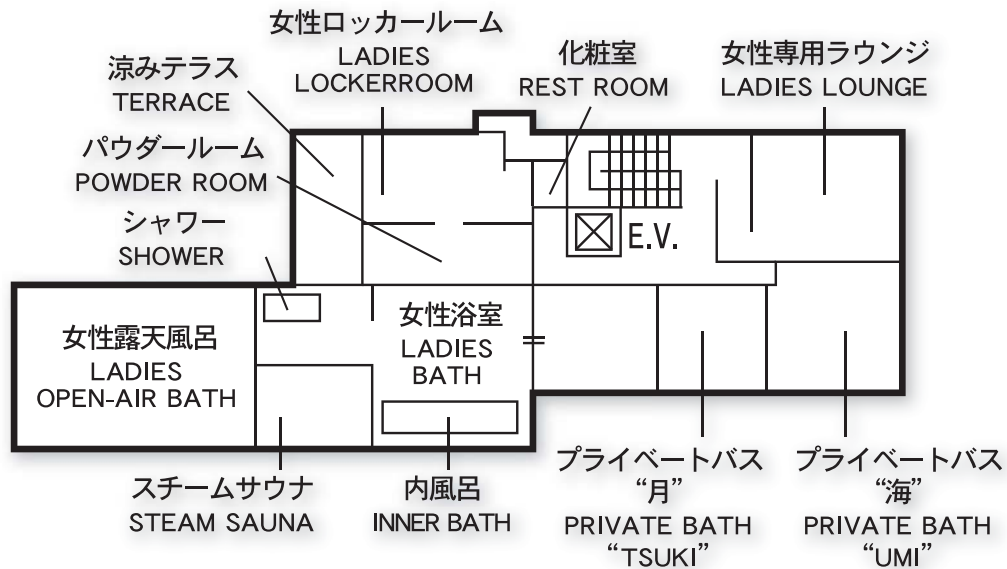 女性ロッカールーム
LADIES
LOCKERROOM
化粧室
REST ROOM
女性専用ラウンジ
LADIES LOUNGE
涼みテラス
TERRACE
パウダールーム
POWDER ROOM
シャワー
SHOWER
E.V.
女性露天風呂
LADIES
OPEN-AIR BATH
女性浴室
LADIES
BATH
スチームサウナ
STEAM SAUNA
内風呂
INNER BATH
プライベートバス
“月”
PRIVATE BATH
“TSUKI”
プライベートバス
“海”
PRIVATE BATH
“UMI”